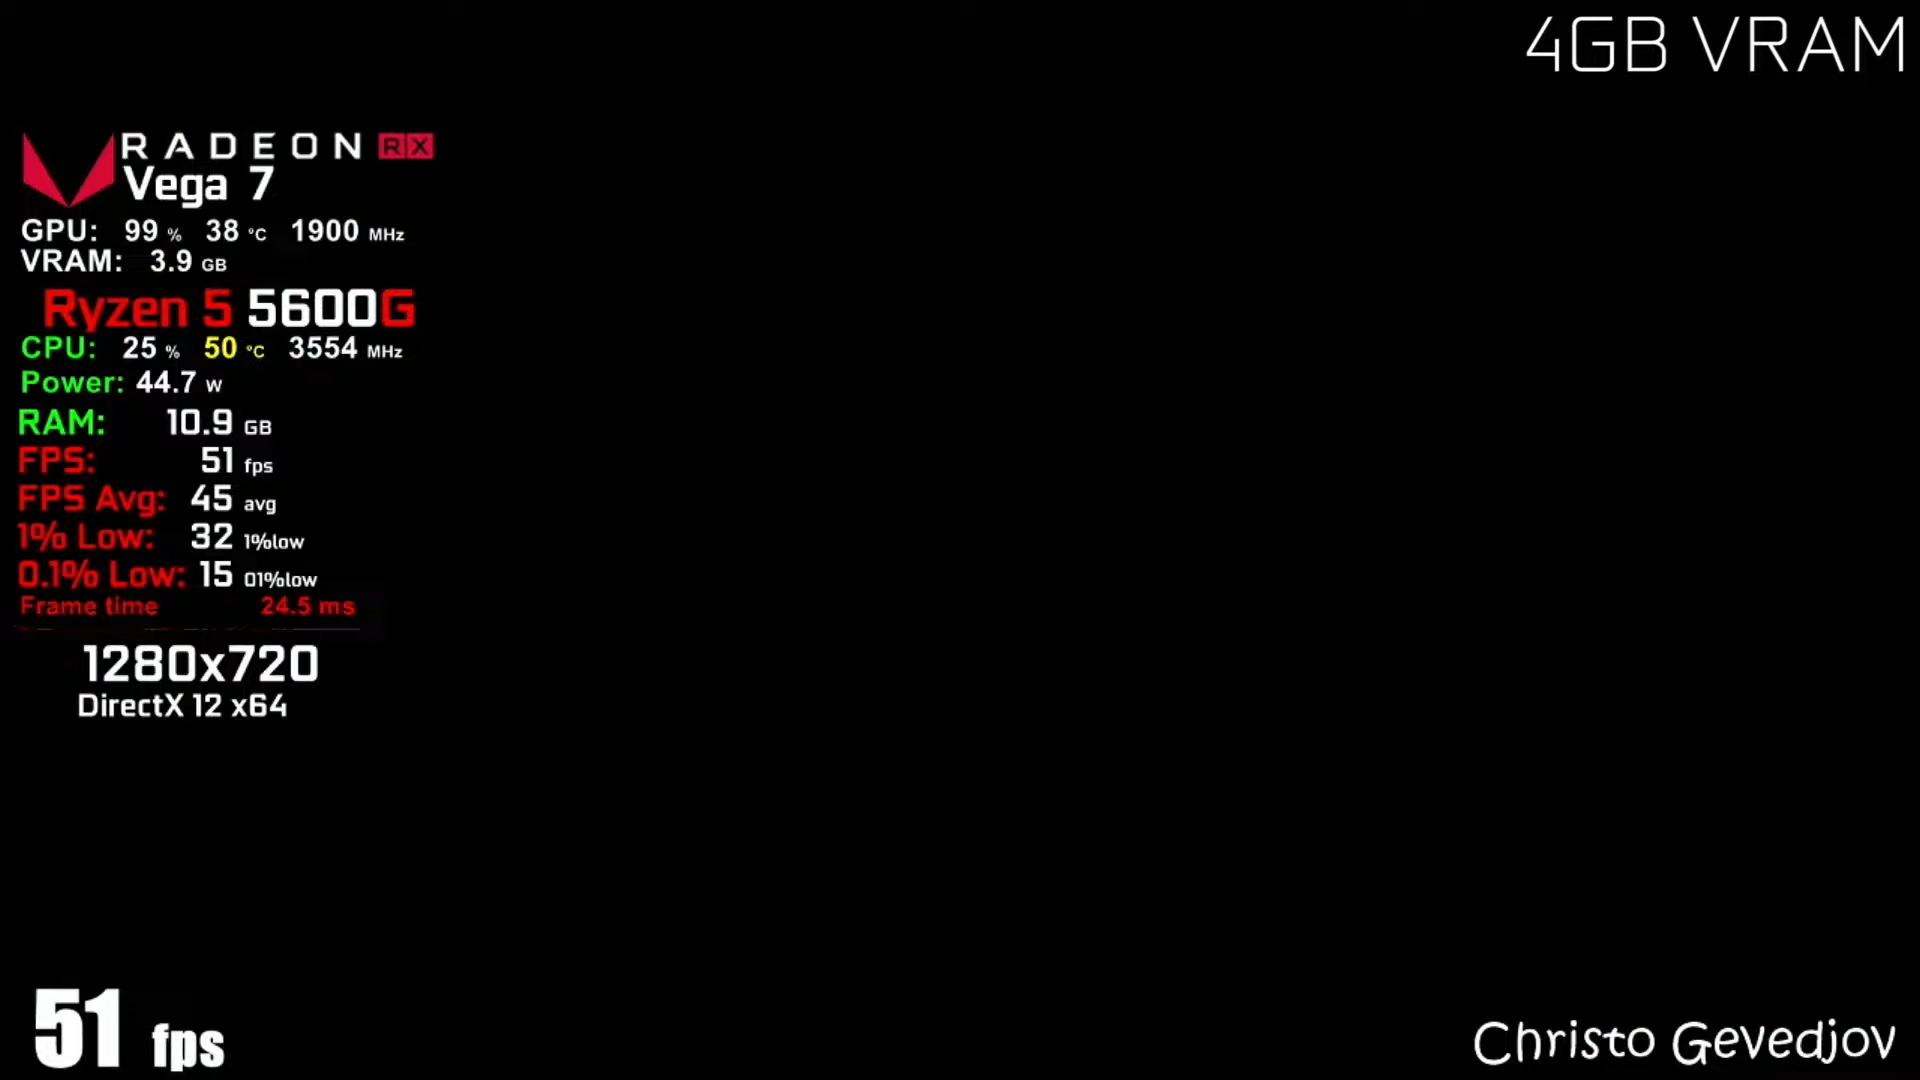 4GB VRAM
RADEON RX
Vega 7
GPU: 99 % 38 °C 1900 MHz
VRAM: 3.9 GB
Ryzen 5 5600G
CPU: 25 % 50 °C 3554 MHz
Power: 44.7 W
RAM: 10.9 GB
FPS: 51 fps
FPS Avg: 45 avg
1% Low: 32 1%low
0.1% Low: 15 01%low
Frame time 24.5 ms
1280x720
DirectX 12 x64
51 fps
Christo Gevedjov